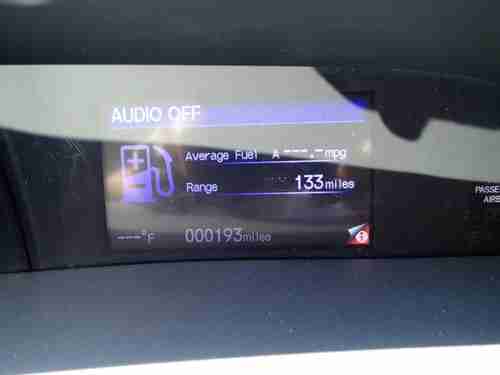 AUDIO OFF
Average Fuel A ---.-mpg
Range 133miles
---°F 000193miles
PASSE
AIRB